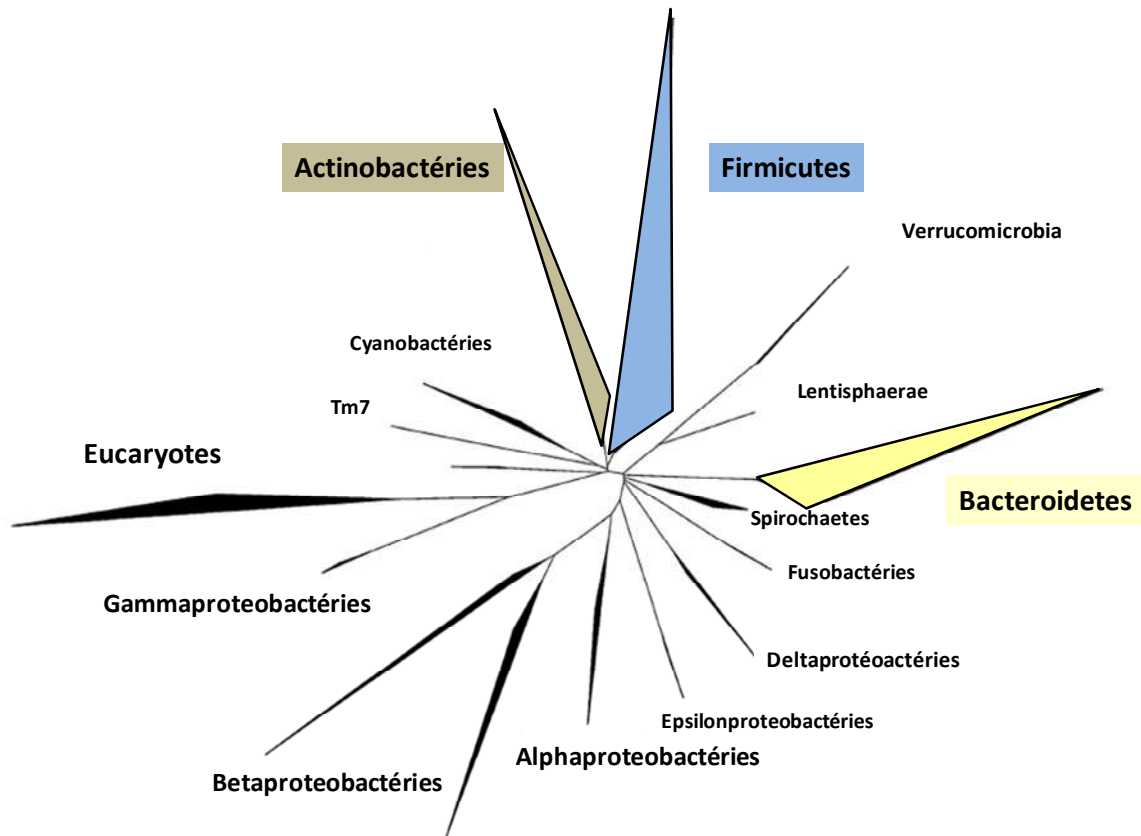 Actinobactéries
Firmicutes
Verrucomicrobia
Cyanobactéries
Lentisphaerae
Tm7
Eucaryotes
Bacteroidetes
Spirochaetes
Fusobactéries
Gammaproteobactéries
Deltaprotéoactéries
Epsilonproteobactéries
Alphaproteobactéries
Betaproteobactéries